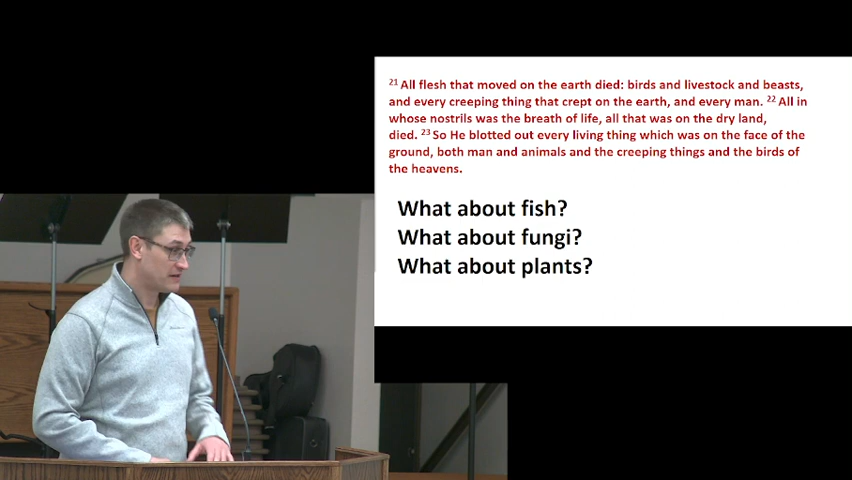 ²¹ All flesh that moved on the earth died: birds and livestock and beasts,
and every creeping thing that crept on the earth, and every man. ²² All in
whose nostrils was the breath of life, all that was on the dry land,
died. ²³ So He blotted out every living thing which was on the face of the
ground, both man and animals and the creeping things and the birds of
the heavens.
What about fish?
What about fungi?
What about plants?